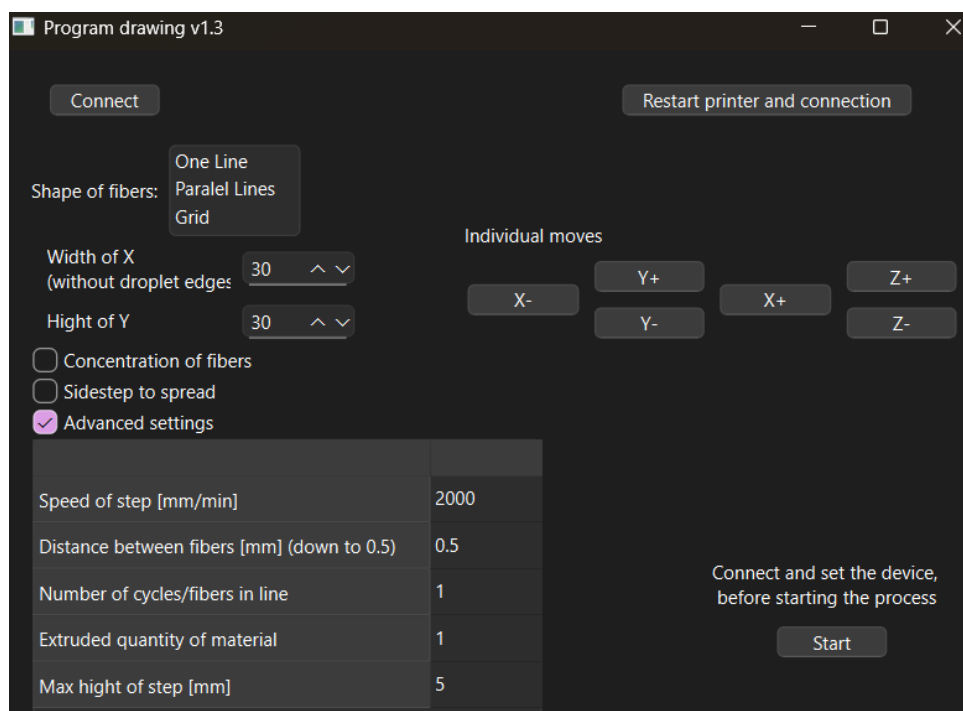 Program drawing v1.3
Connect
Restart printer and connection
Shape of fibers:
One Line
Paralel Lines
Grid
Individual moves
Width of X
(without droplet edges
30
Hight of Y
30
X-
Y+
Y-
X+
Z+
Z-
Concentration of fibers
Sidestep to spread
Advanced settings
Speed of step [mm/min] 2000
Distance between fibers [mm] (down to 0.5) 0.5
Number of cycles/fibers in line 1
Extruded quantity of material 1
Max hight of step [mm] 5
Connect and set the device,
before starting the process
Start